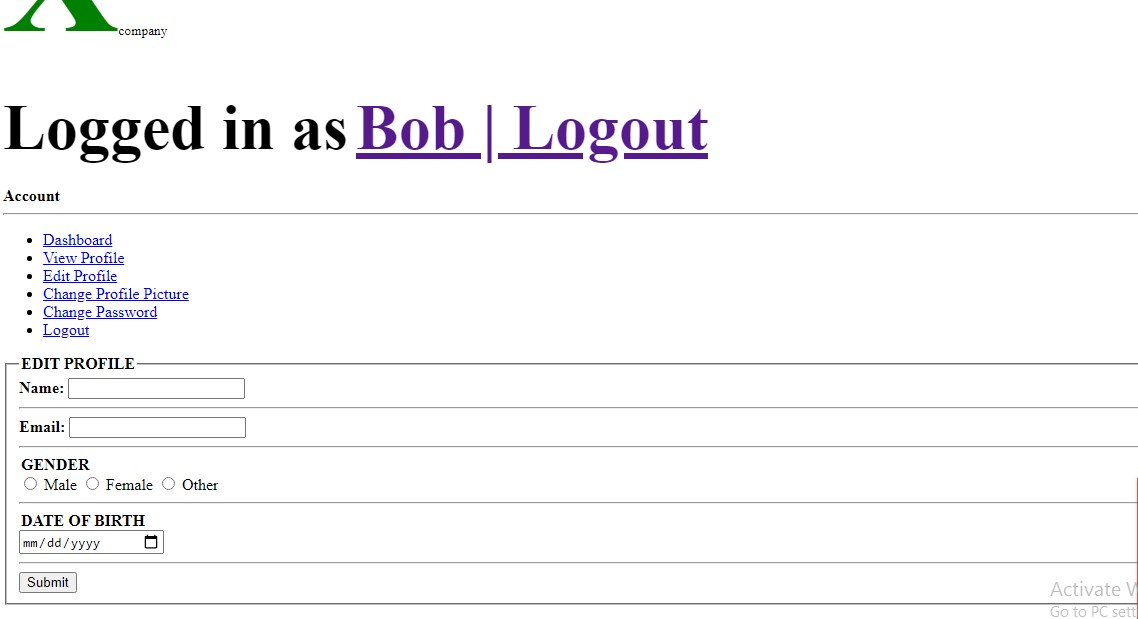 X company
Logged in as Bob | Logout
Account
Dashboard
View Profile
Edit Profile
Change Profile Picture
Change Password
Logout
EDIT PROFILE
Name:
Email:
GENDER
Male Female Other
DATE OF BIRTH
mm/dd/yyyy
Submit
Activate W
Go to PC sett